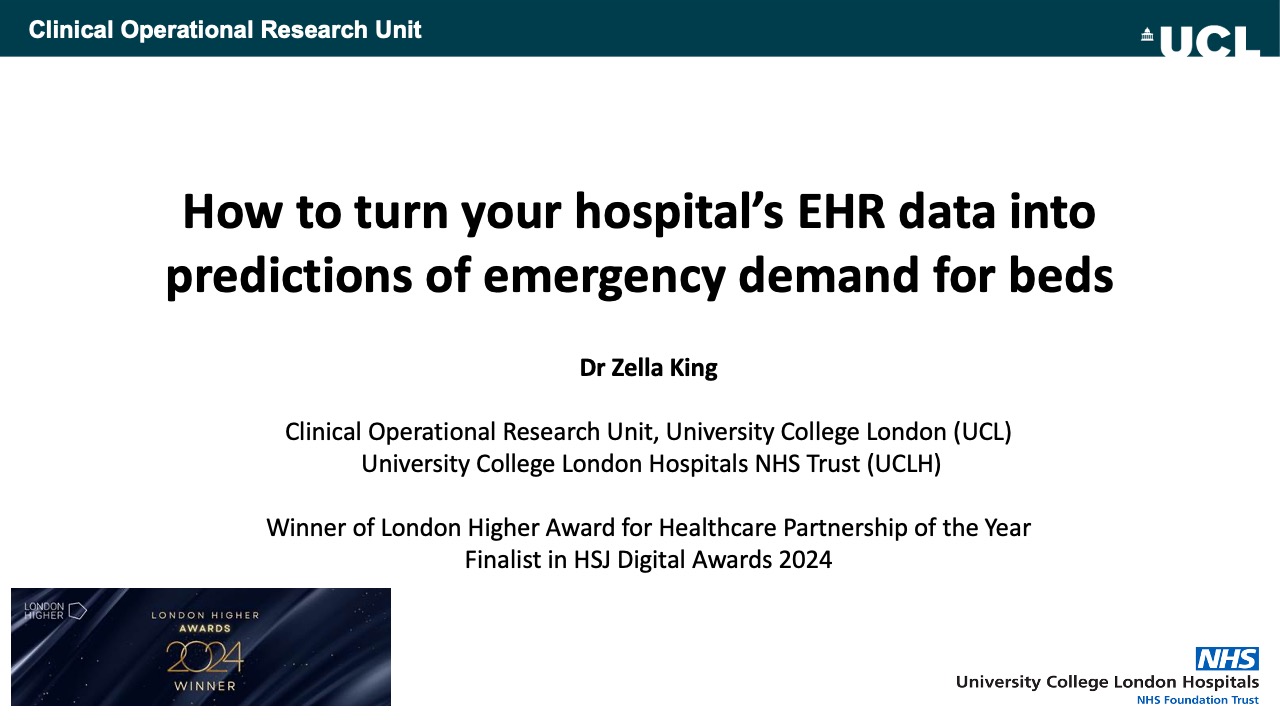 Clinical Operational Research Unit
UCL
How to turn your hospital’s EHR data into
predictions of emergency demand for beds
Dr Zella King
Clinical Operational Research Unit, University College London (UCL)
University College London Hospitals NHS Trust (UCLH)
Winner of London Higher Award for Healthcare Partnership of the Year
Finalist in HSJ Digital Awards 2024
LONDON
HIGHER
LONDON HIGHER
AWARDS
2024
WINNER
NHS
University College London Hospitals
NHS Foundation Trust